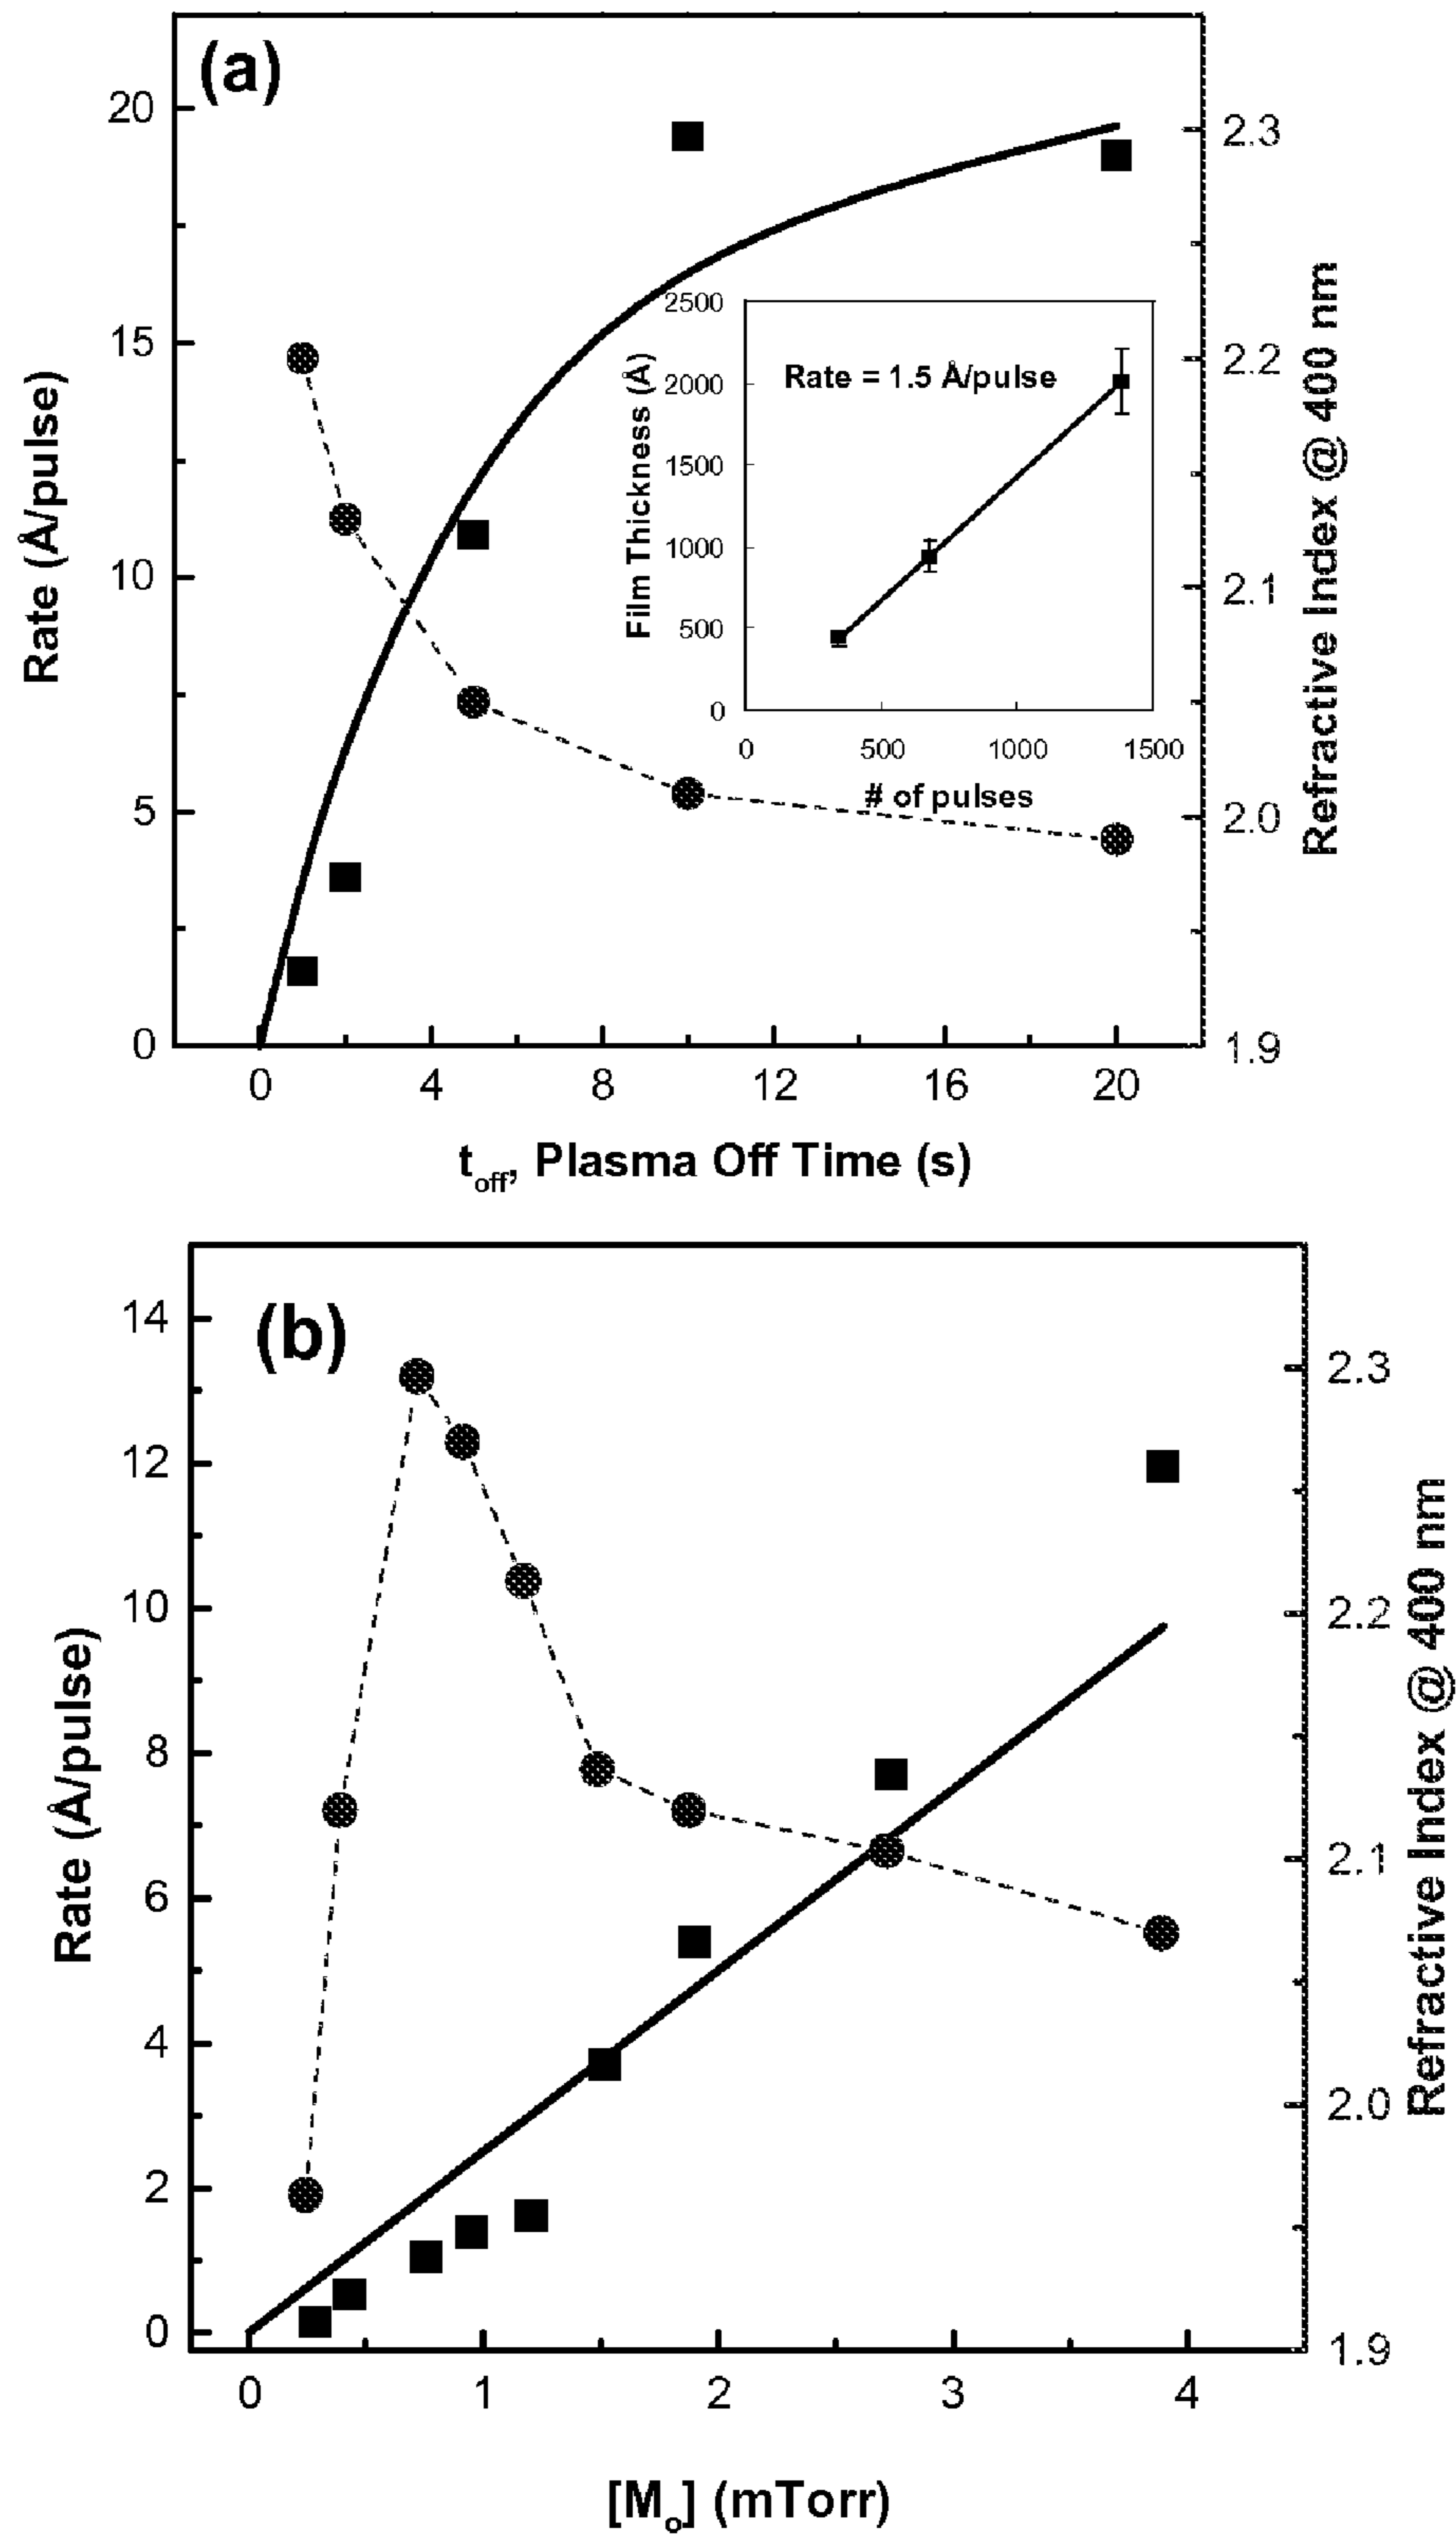 (a)
20
15
10
5
0
Rate (Å/pulse)
2.3
2.2
2.1
2.0
1.9
Refractive Index @ 400 nm
2500
2000
1500
1000
500
0
Film Thickness (Å)
Rate = 1.5 Å/pulse
0 500 1000 1500
# of pulses
0 4 8 12 16 20
toff, Plasma Off Time (s)
(b)
14
12
10
8
6
4
2
0
Rate (Å/pulse)
2.3
2.2
2.1
2.0
1.9
Refractive Index @ 400 nm
0 1 2 3 4
[Mo] (mTorr)